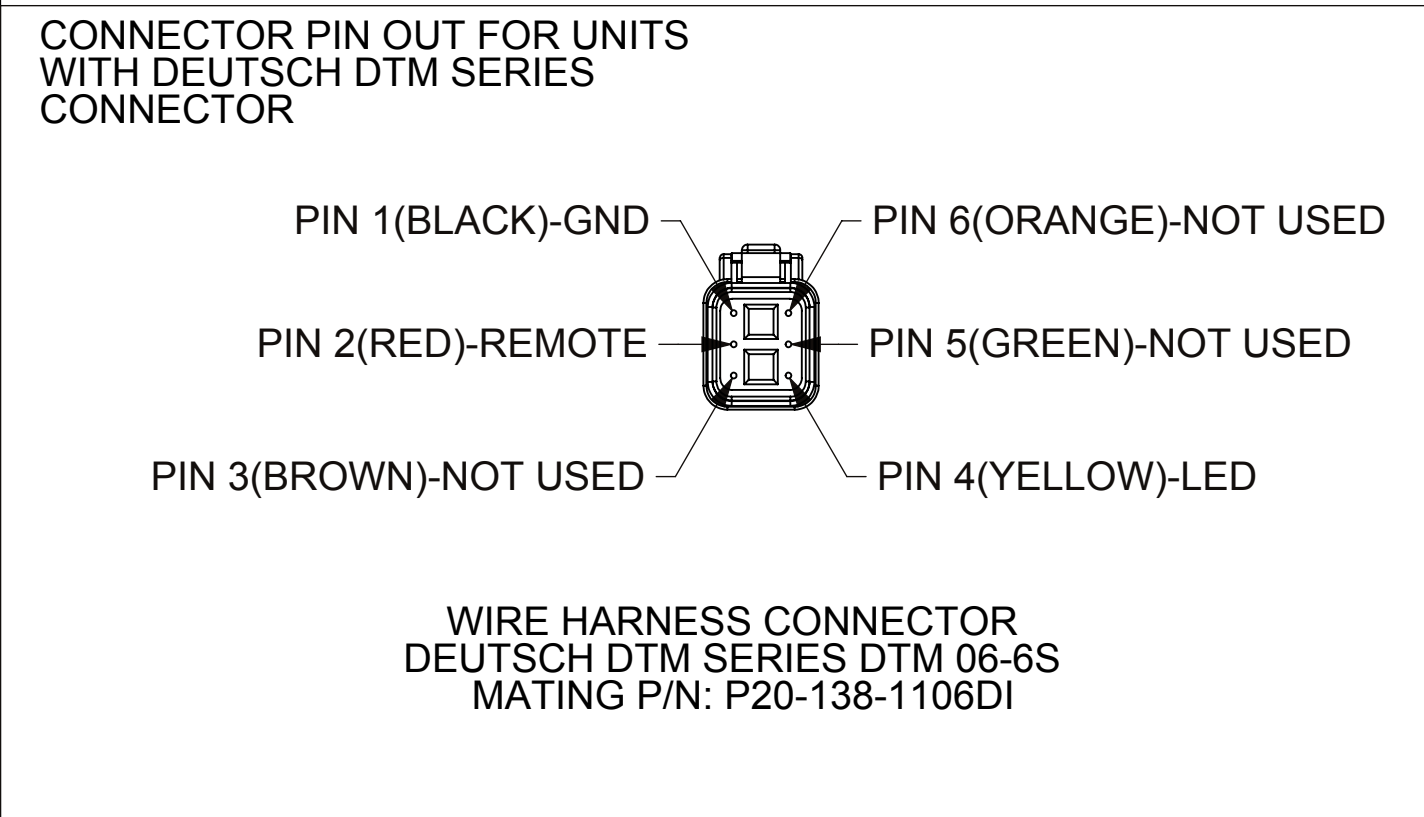 CONNECTOR PIN OUT FOR UNITS
WITH DEUTSCH DTM SERIES
CONNECTOR
PIN 1(BLACK)-GND
PIN 6(ORANGE)-NOT USED
PIN 2(RED)-REMOTE
PIN 5(GREEN)-NOT USED
PIN 3(BROWN)-NOT USED
PIN 4(YELLOW)-LED
WIRE HARNESS CONNECTOR
DEUTSCH DTM SERIES DTM 06-6S
MATING P/N: P20-138-1106DI